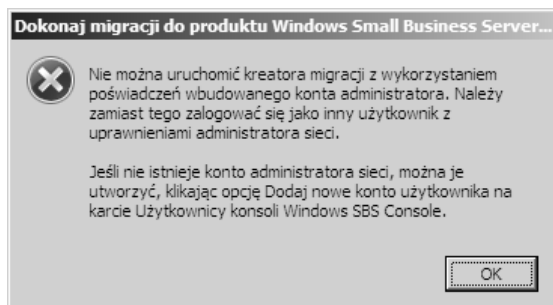 Dokonaj migracji do produktu Windows Small Business Server...
Nie można uruchomić kreatora migracji z wykorzystaniem
poświadczeń wbudowanego konta administratora. Należy
zamiast tego zalogować się jako inny użytkownik z
uprawnieniami administratora sieci.
Jeśli nie istnieje konto administratora sieci, można je
utworzyć, klikając opcję Dodaj nowe konto użytkownika na
karcie Użytkownicy konsoli Windows SBS Console.
OK